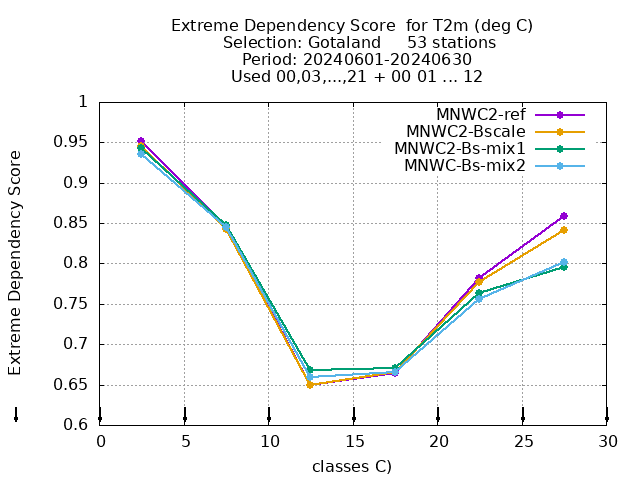 Extreme Dependency Score  for T2m (deg C)
Selection: Gotaland     53 stations
Period: 20240601-20240630
Used 00,03,...,21 + 00 01 ... 12
MNWC2-ref
MNWC2-Bscale
MNWC2-Bs-mix1
MNWC-Bs-mix2
Extreme Dependency Score
1
0.95
0.9
0.85
0.8
0.75
0.7
0.65
0.6
0 5 10 15 20 25 30
classes C)